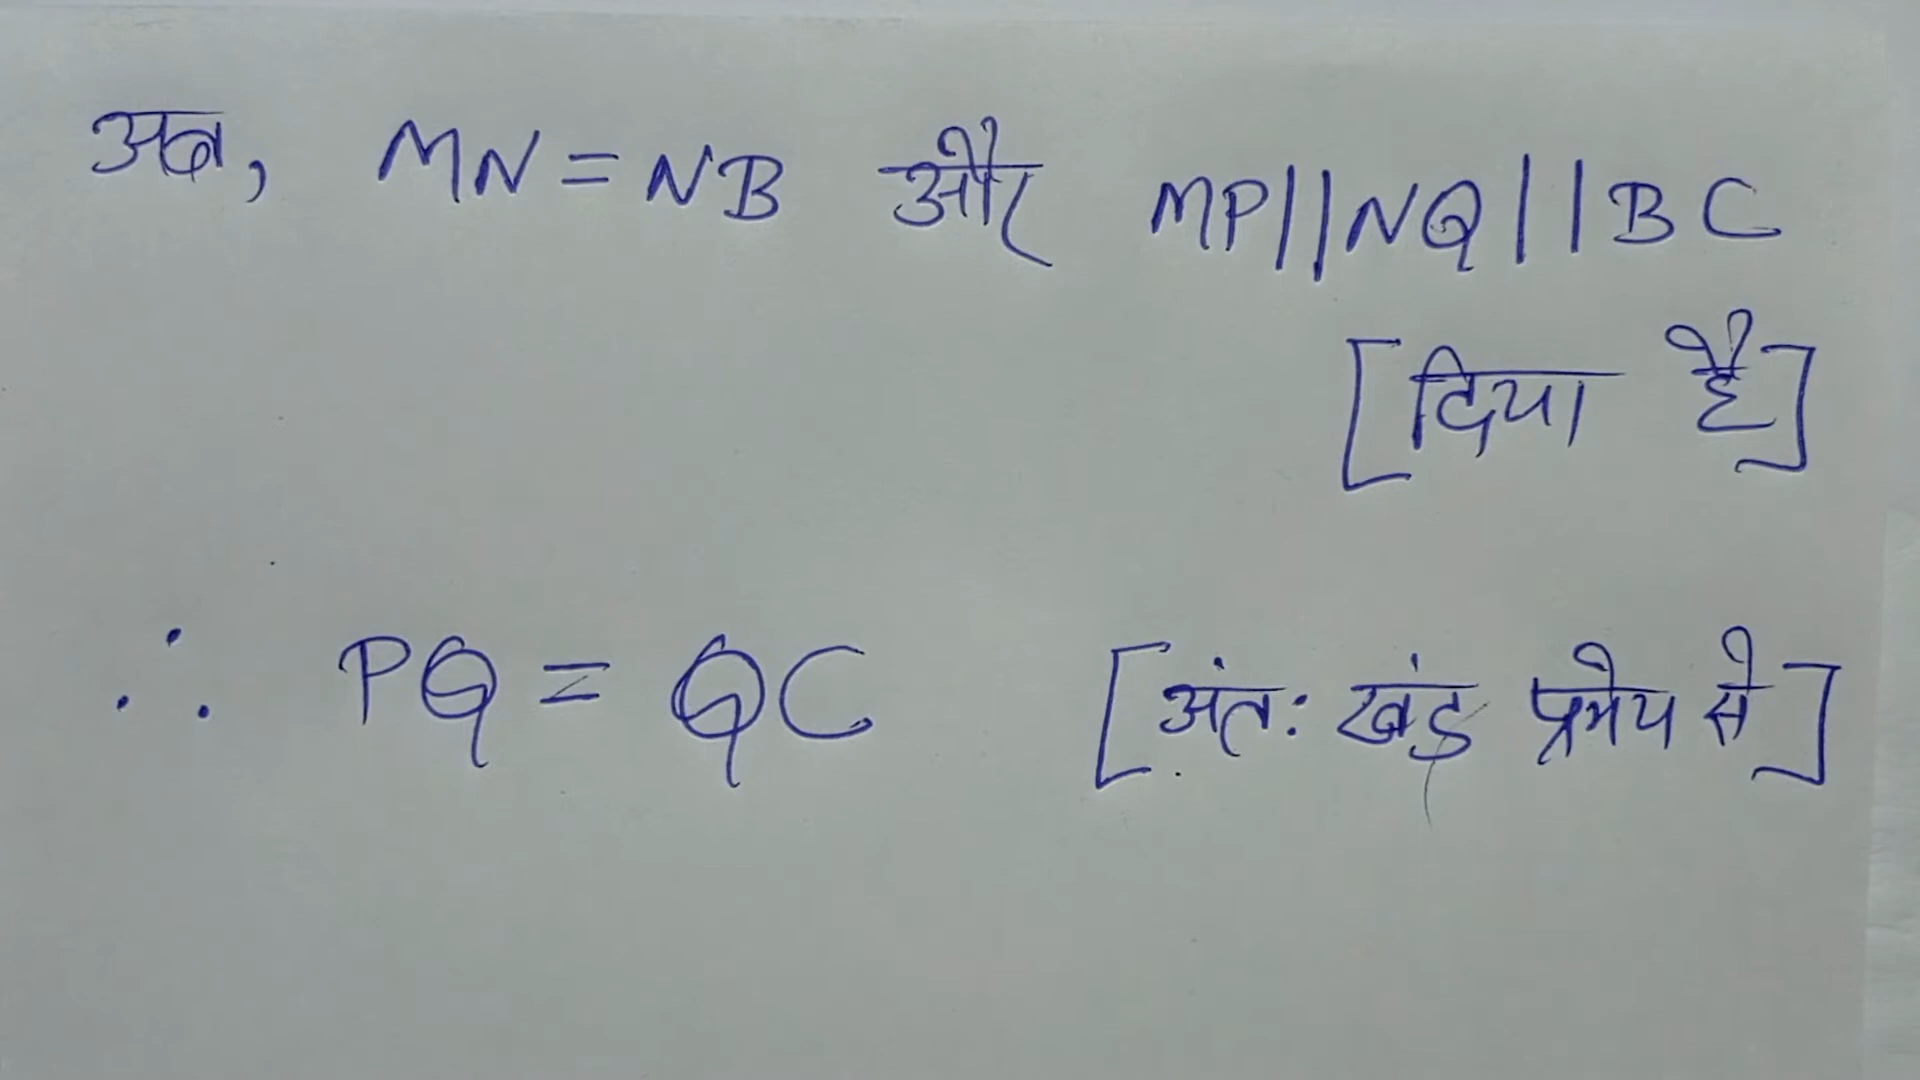 अब, MN = NB और MP||NQ||BC
[दिया है]
∴ PQ = QC [अंत: खंड प्रमेय से]